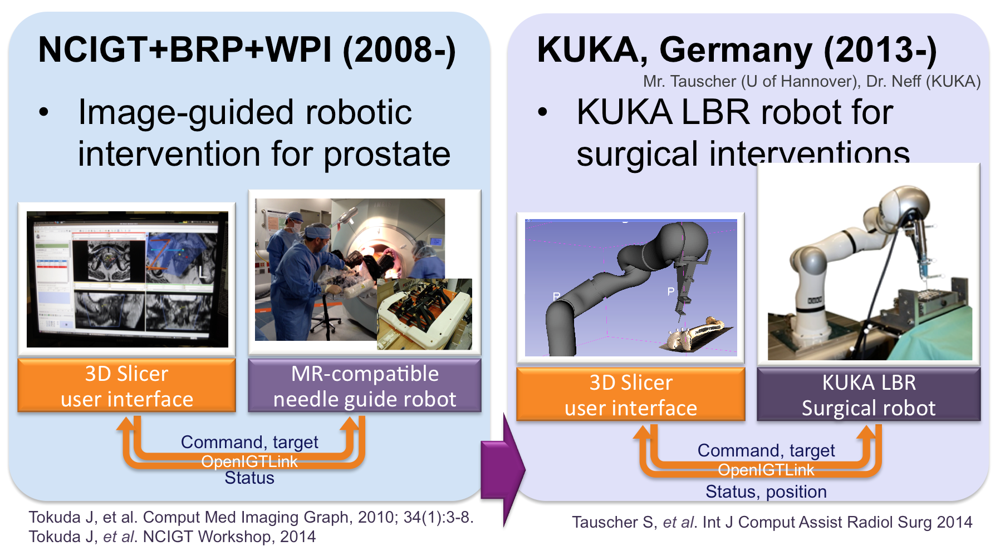 NCIGT+BRP+WPI (2008-)
• Image-guided robotic
intervention for prostate
3D Slicer
user interface
MR-compatible
needle guide robot
Command, target
OpenIGTLink
Status
Tokuda J, et al. Comput Med Imaging Graph, 2010; 34(1):3-8.
Tokuda J, et al. NCIGT Workshop, 2014
KUKA, Germany (2013-)
Mr. Tauscher (U of Hannover), Dr. Neff (KUKA)
• KUKA LBR robot for
surgical interventions
R
P
L
3D Slicer
user interface
KUKA LBR
Surgical robot
Command, target
OpenIGTLink
Status, position
Tauscher S, et al. Int J Comput Assist Radiol Surg 2014